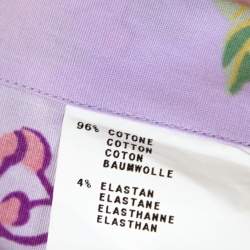 96% COTONE
COTTON
COTON
BAUMWOLLE
4% ELASTAN
ELASTANE
ELASTHANNE
ELASTHAN